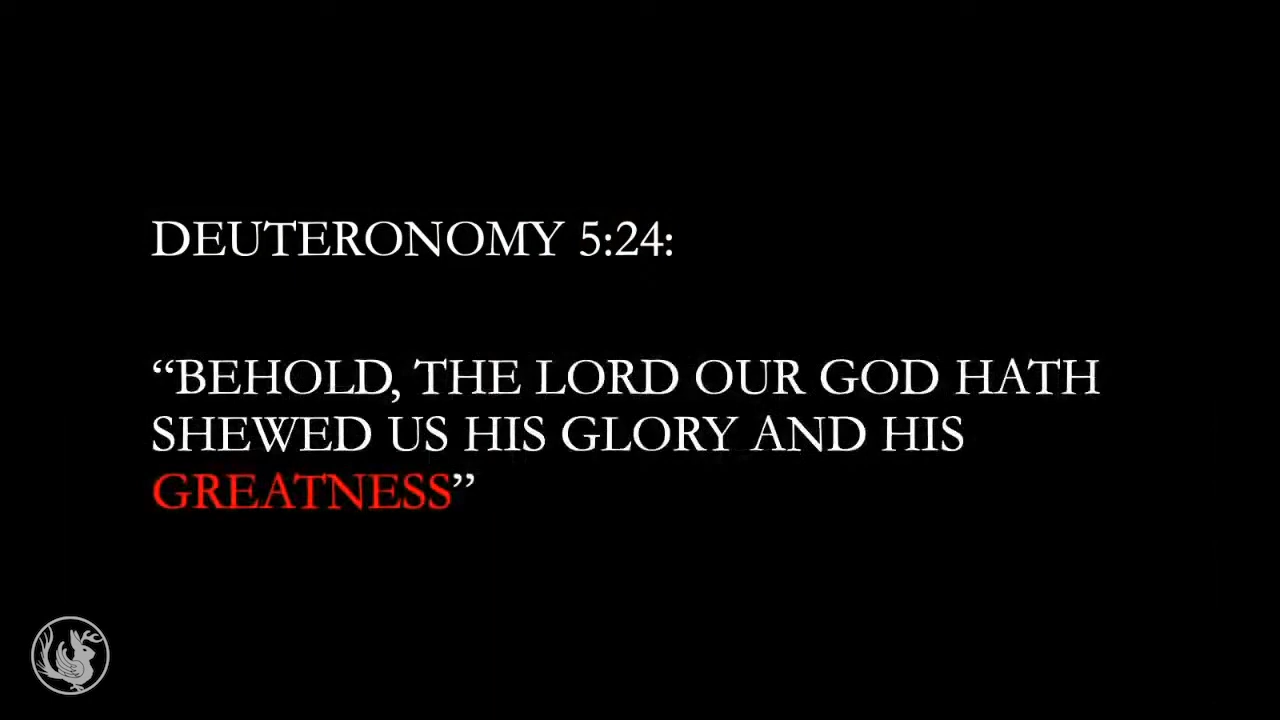 DEUTERONOMY 5:24:
“BEHOLD, THE LORD OUR GOD HATH
SHEWED US HIS GLORY AND HIS
GREATNESS”